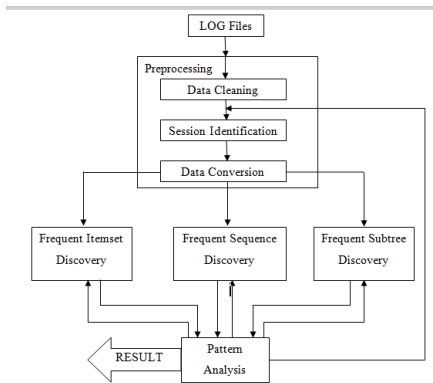 LOG Files
Preprocessing
Data Cleaning
Session Identification
Data Conversion
Frequent Itemset
Discovery
Frequent Sequence
Discovery
Frequent Subtree
Discovery
RESULT
Pattern
Analysis